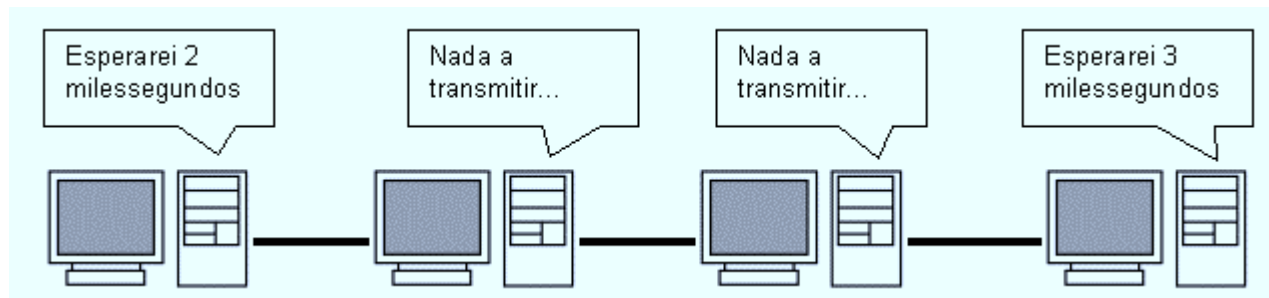 Esperarei 2
milessegundos
Nada a
transmitir...
Nada a
transmitir...
Esperarei 3
milessegundos